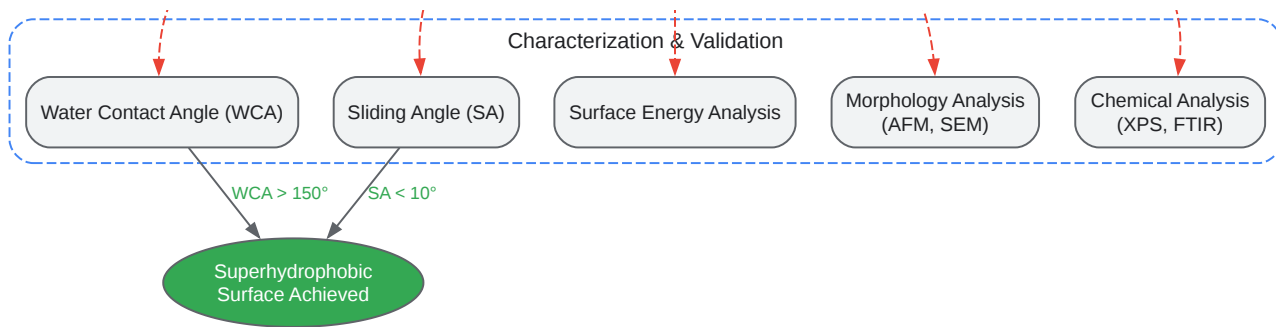 Characterization & Validation
Water Contact Angle (WCA)
Sliding Angle (SA)
Surface Energy Analysis
Morphology Analysis
(AFM, SEM)
Chemical Analysis
(XPS, FTIR)
WCA > 150°
SA < 10°
Superhydrophobic
Surface Achieved